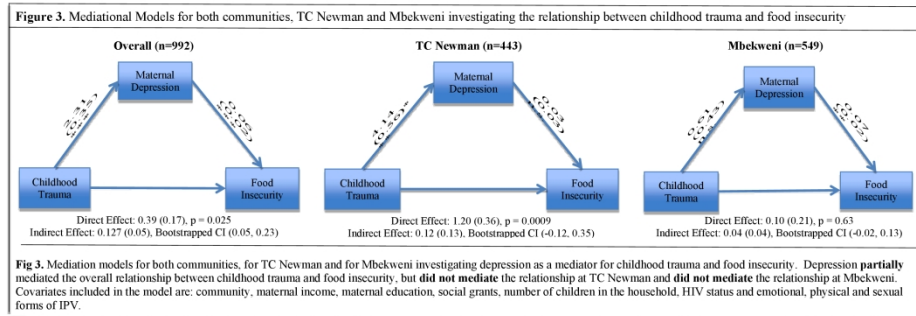 Figure 3. Mediational Models for both communities, TC Newman and Mbekweni investigating the relationship between childhood trauma and food insecurity
Overall (n=992)
Maternal
Depression
Childhood
Trauma
Food
Insecurity
Direct Effect: 0.39 (0.17), p = 0.025
Indirect Effect: 0.127 (0.05), Bootstrapped CI (0.05, 0.23)
TC Newman (n=443)
Maternal
Depression
Childhood
Trauma
Food
Insecurity
Direct Effect: 1.20 (0.36), p = 0.0009
Indirect Effect: 0.12 (0.13), Bootstrapped CI (-0.12, 0.35)
Mbekweni (n=549)
Maternal
Depression
Childhood
Trauma
Food
Insecurity
Direct Effect: 0.10 (0.21), p = 0.63
Indirect Effect: 0.04 (0.04), Bootstrapped CI (-0.02, 0.13)
Fig 3. Mediation models for both communities, for TC Newman and for Mbekweni investigating depression as a mediator for childhood trauma and food insecurity. Depression partially
mediated the overall relationship between childhood trauma and food insecurity, but did not mediate the relationship at TC Newman and did not mediate the relationship at Mbekweni.
Covariates included in the model are: community, maternal income, maternal education, social grants, number of children in the household, HIV status and emotional, physical and sexual
forms of IPV.